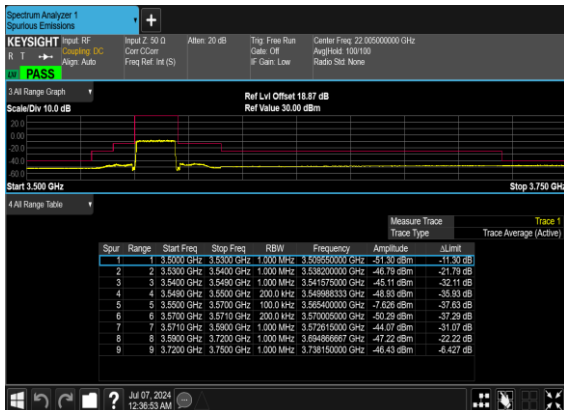 Spectrum Analyzer 1
Spurious Emissions
+
KEYSIGHT Input: RF Input Z: 50 Ω Atten: 20 dB Trig: Free Run Center Freq: 22.005000000 GHz
R T Coupling: DC Corr CCorr Gate: Off Avg|Hold: 100/100
Align: Auto Freq Ref: Int (S) IF Gain: Low Radio Std: None
PASS
3 All Range Graph
Ref Lvl Offset 18.87 dB
Scale/Div 10.0 dB Ref Value 30.00 dBm
20.0
0.00
-20.0
-40.0
-60.0
Start 3.500 GHz Stop 3.750 GHz
4 All Range Table
Measure Trace Trace 1
Trace Type Trace Average (Active)
Spur Range Start Freq Stop Freq RBW Frequency Amplitude ΔLimit
1 1 3.5000 GHz 3.5300 GHz 1.000 MHz 3.509550000 GHz -51.30 dBm -11.30 dB
2 2 3.5300 GHz 3.5400 GHz 1.000 MHz 3.538200000 GHz -46.79 dBm -21.79 dB
3 3 3.5400 GHz 3.5490 GHz 1.000 MHz 3.541575000 GHz -45.11 dBm -32.11 dB
4 4 3.5490 GHz 3.5500 GHz 200.0 kHz 3.549988333 GHz -48.93 dBm -35.93 dB
5 5 3.5500 GHz 3.5700 GHz 100.0 kHz 3.565400000 GHz -7.626 dBm -37.63 dB
6 6 3.5700 GHz 3.5710 GHz 200.0 kHz 3.570005000 GHz -50.29 dBm -37.29 dB
7 7 3.5710 GHz 3.5900 GHz 1.000 MHz 3.572615000 GHz -44.07 dBm -31.07 dB
8 8 3.5900 GHz 3.7200 GHz 1.000 MHz 3.694866667 GHz -47.22 dBm -22.22 dB
9 9 3.7200 GHz 3.7500 GHz 1.000 MHz 3.738150000 GHz -46.43 dBm -6.427 dB
? Jul 07, 2024
12:36:53 AM